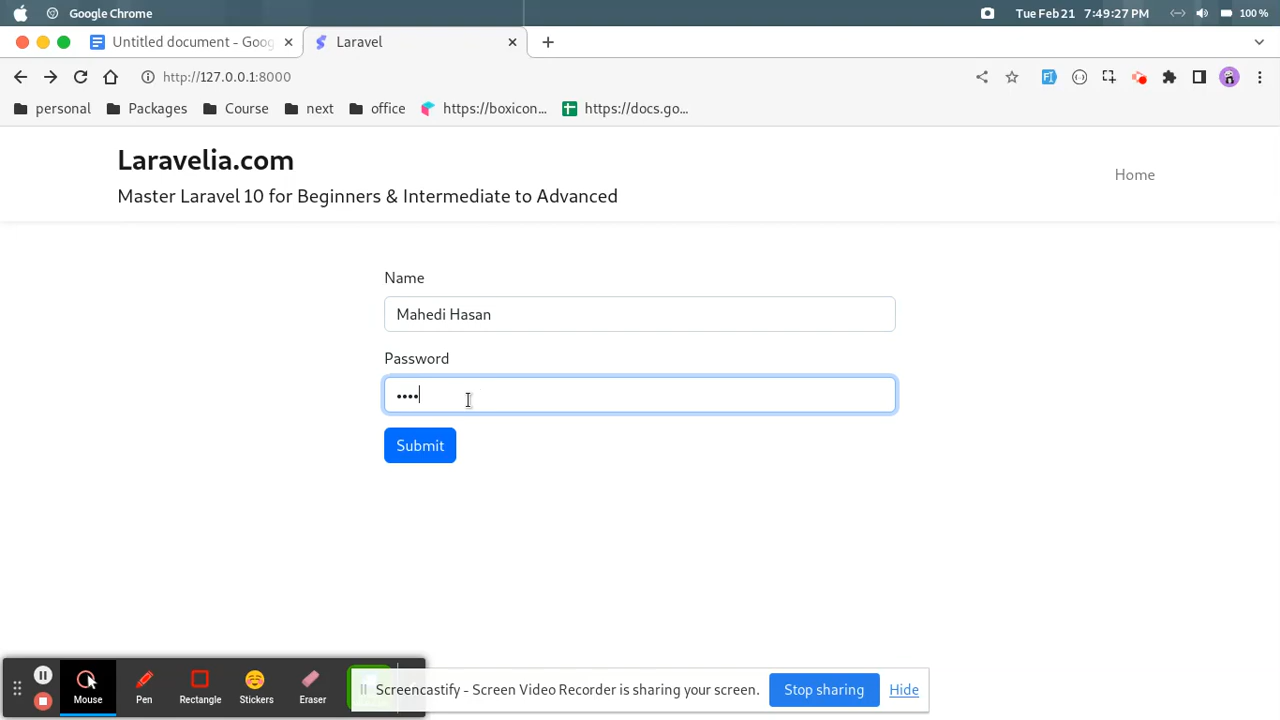 Google Chrome
Tue Feb 21 7:49:27 PM
100 %
Untitled document - Goog
Laravel
http://127.0.0.1:8000
personal
Packages
Course
next
office
https://boxicon...
https://docs.go...
Laravelia.com
Master Laravel 10 for Beginners & Intermediate to Advanced
Home
Name
Mahedi Hasan
Password
••••
Submit
Mouse
Pen
Rectangle
Stickers
Eraser
Screencastify - Screen Video Recorder is sharing your screen.
Stop sharing
Hide